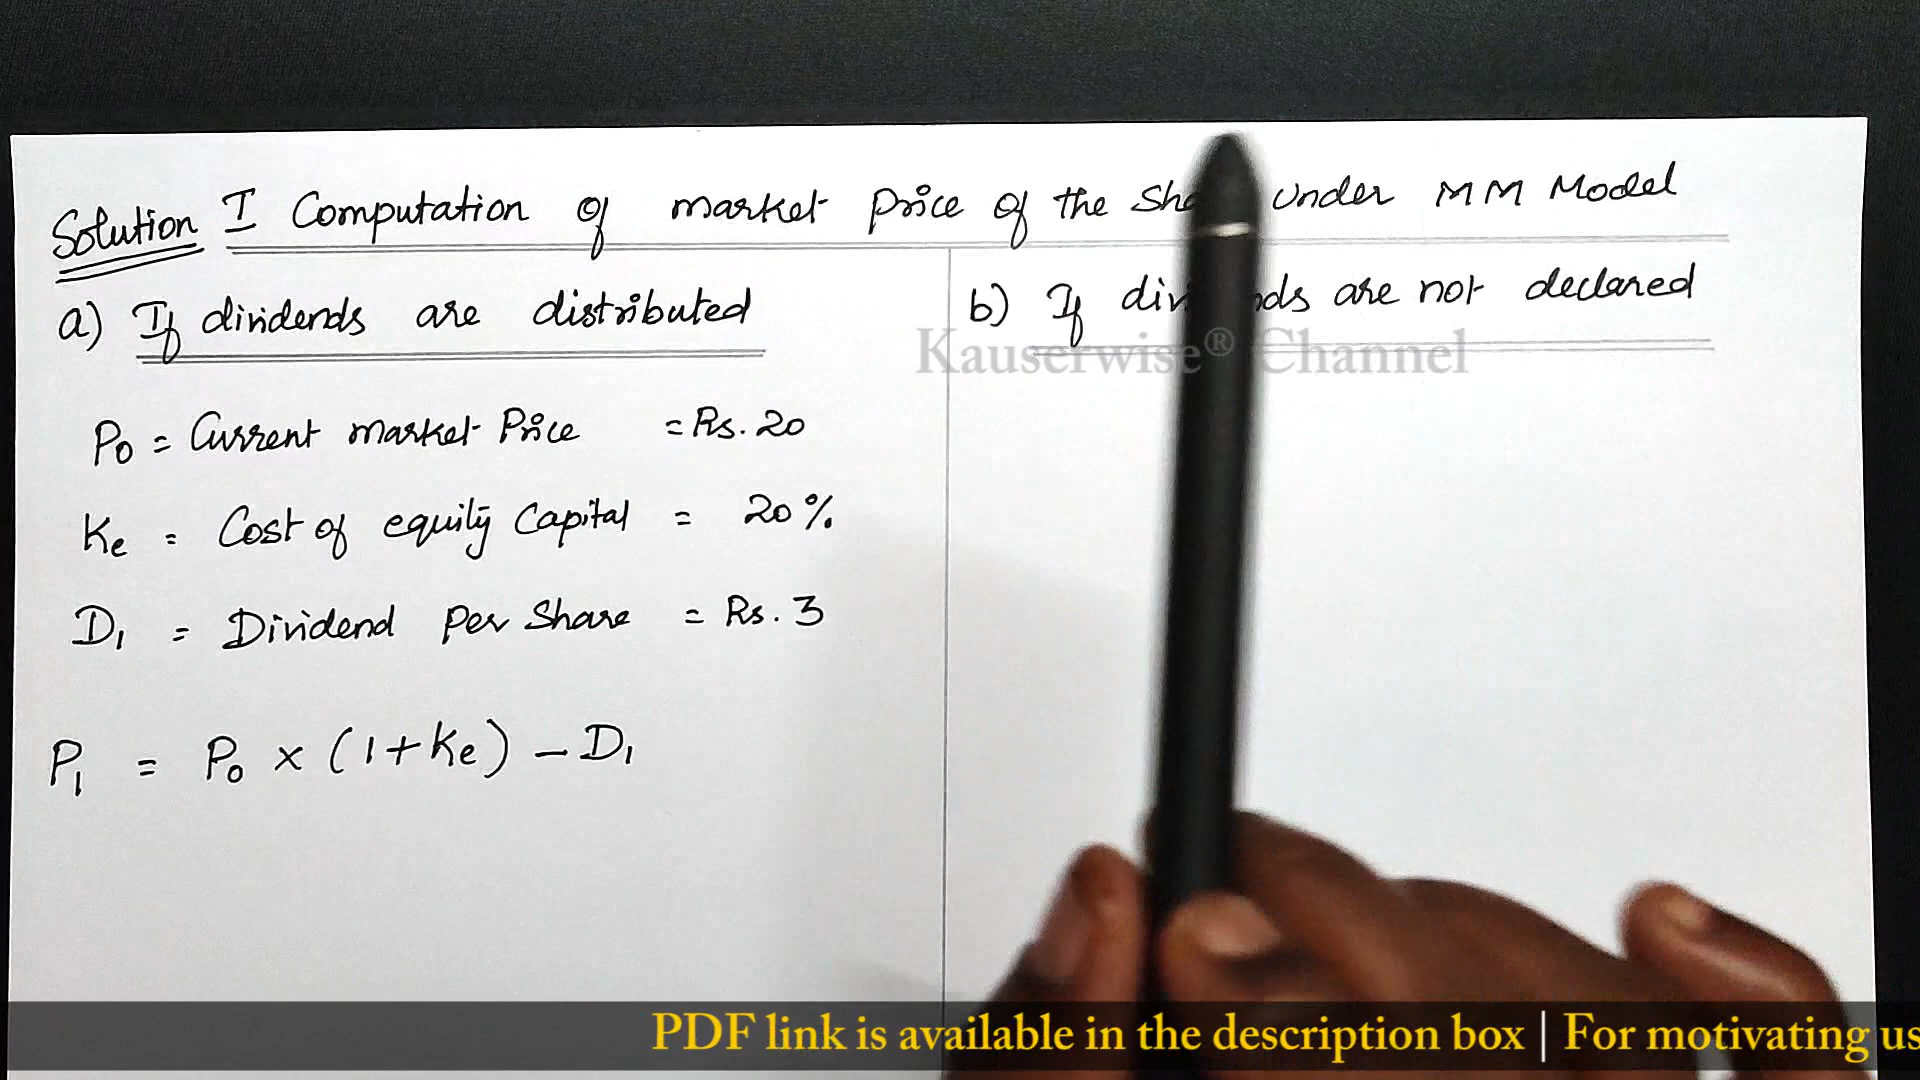 Solution I Computation of market Price of the Sh under MM Model
a) If dividends are distributed
P0 = Current market Price = Rs. 20
Ke = Cost of equity Capital = 20%
D1 = Dividend Per Share = Rs. 3
P1 = P0 × (1+Ke) – D1
b) If div nds are not declared
Kauserwise® Channel
PDF link is available in the description box | For motivating us